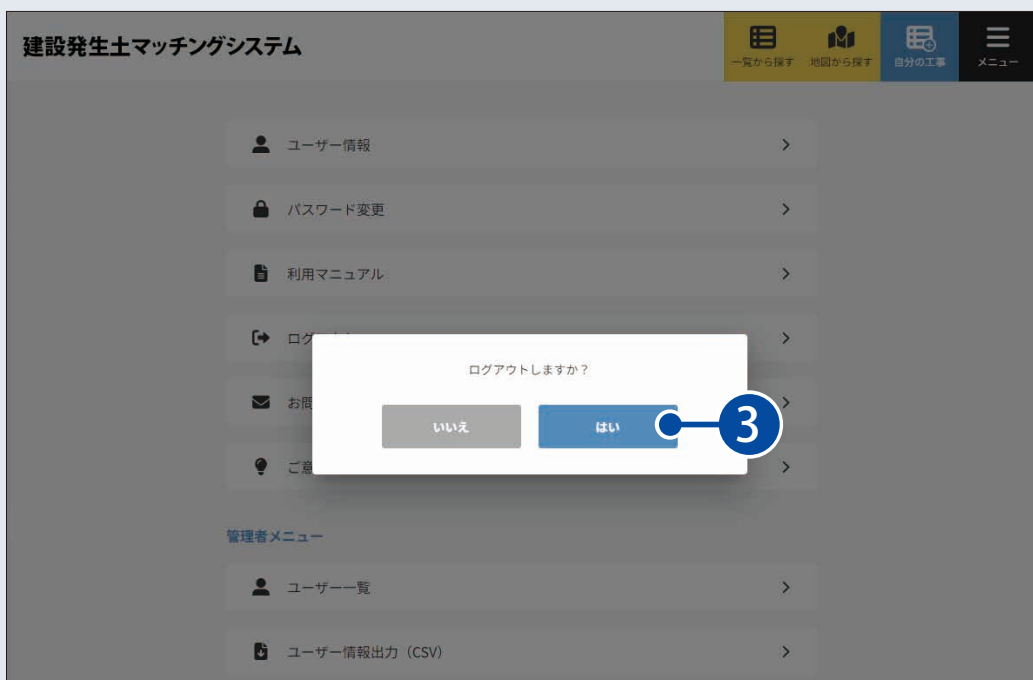 建設発生土マッチングシステム
一覧から探す
地図から探す
自分の工事
メニュー
ユーザー情報
パスワード変更
利用マニュアル
ログ
ログアウトしますか？
いいえ
はい
3
お問
ご意
管理者メニュー
ユーザー一覧
ユーザー情報出力（CSV）